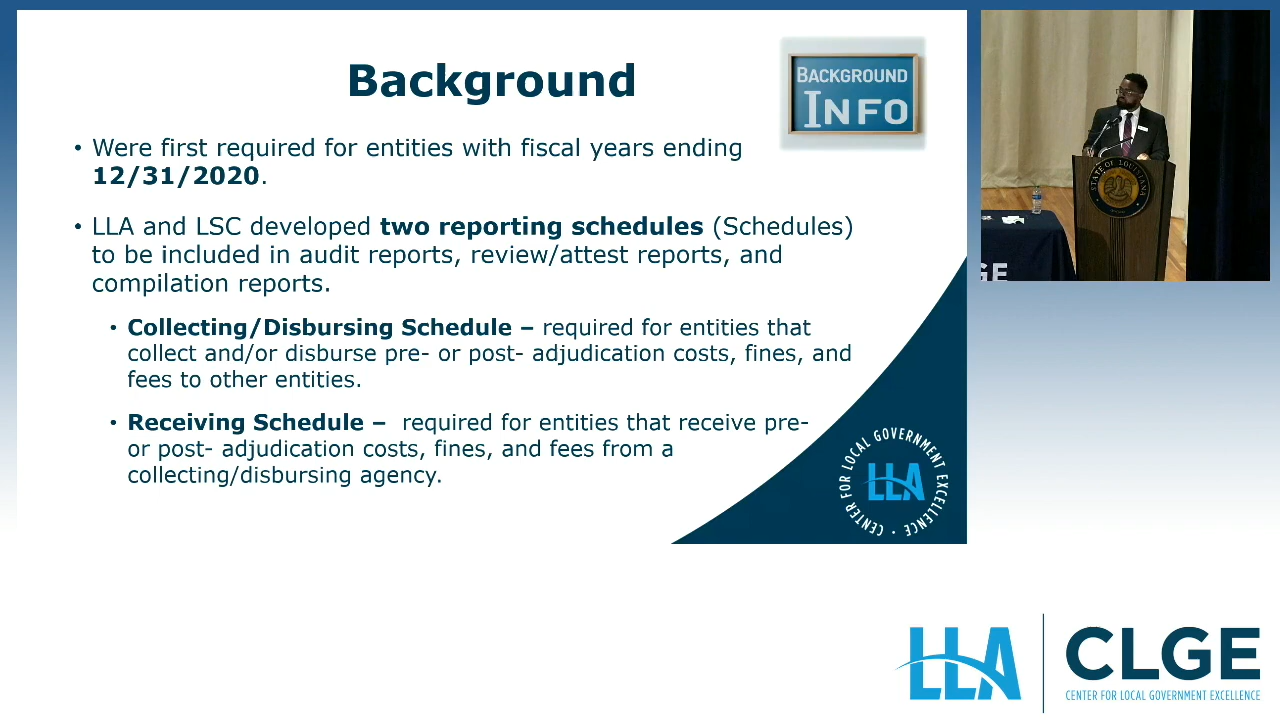 Background
BACKGROUND
INFO
• Were first required for entities with fiscal years ending
12/31/2020.
• LLA and LSC developed two reporting schedules (Schedules)
to be included in audit reports, review/attest reports, and
compilation reports.
• Collecting/Disbursing Schedule – required for entities that
collect and/or disburse pre- or post- adjudication costs, fines, and
fees to other entities.
• Receiving Schedule – required for entities that receive pre-
or post- adjudication costs, fines, and fees from a
collecting/disbursing agency.
CENTER FOR LOCAL GOVERNMENT EXCELLENCE
LLA
STATE OF LOUISIANA
GE
LLA
CLGE
CENTER FOR LOCAL GOVERNMENT EXCELLENCE